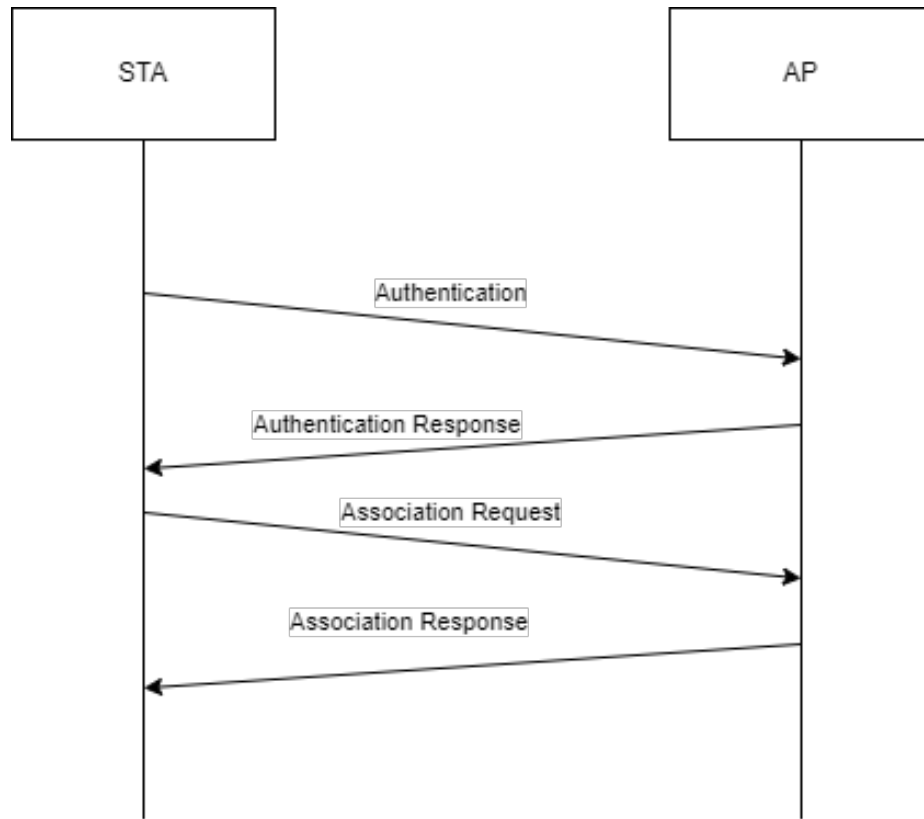 STA
AP
Authentication
Authentication Response
Association Request
Association Response